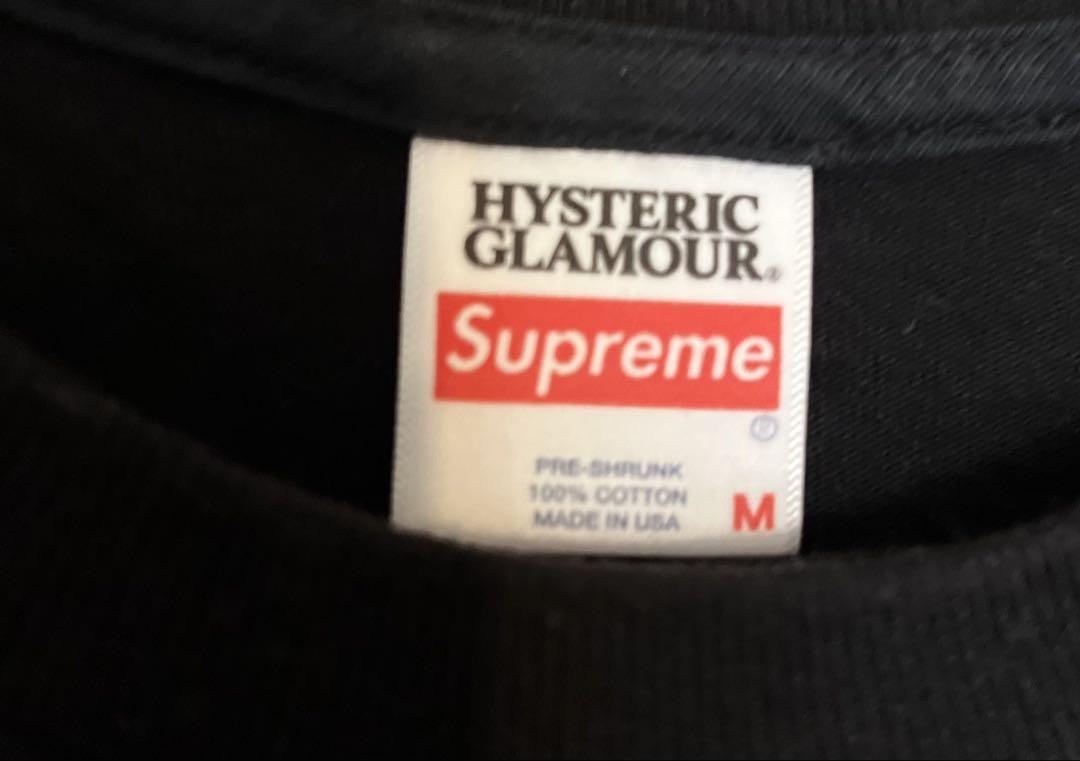 HYSTERIC
GLAMOUR®
Supreme
®
PRE-SHRUNK
100% COTTON
MADE IN USA
M